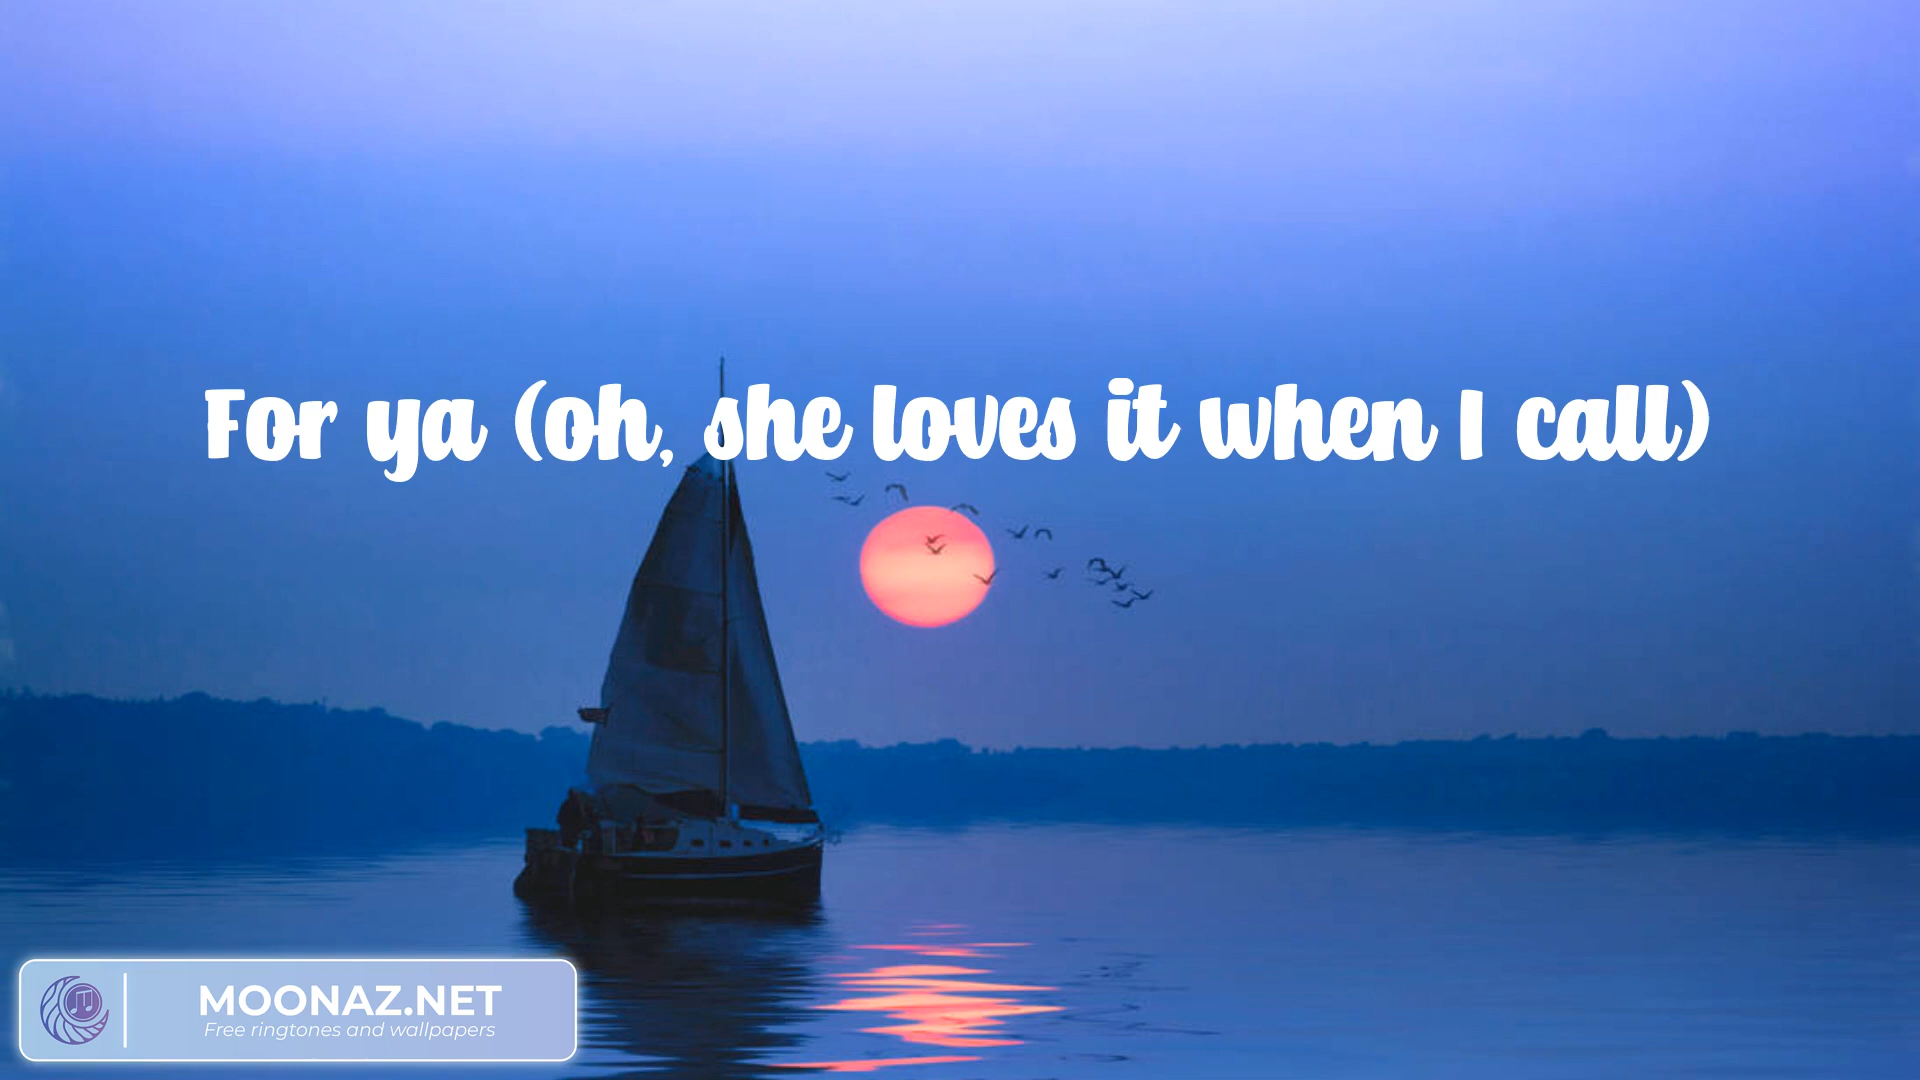 For ya (oh, she loves it when I call)
MOONAZ.NET
Free ringtones and wallpapers